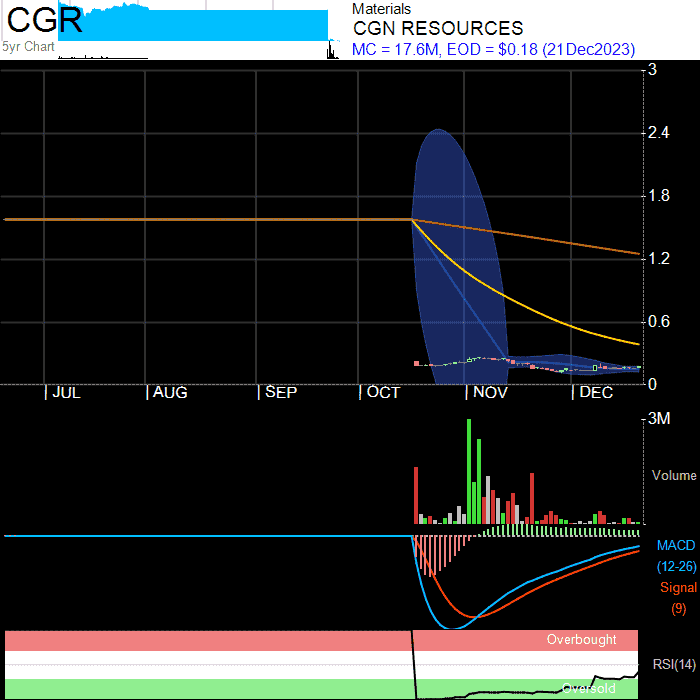 CGR
5yr Chart
Materials
CGN RESOURCES
MC = 17.6M, EOD = $0.18 (21Dec2023)
3
2.4
1.8
1.2
0.6
0
JUL AUG SEP OCT NOV DEC
3M
Volume
MACD
(12-26)
Signal
(9)
Overbought
RSI(14)
Oversold